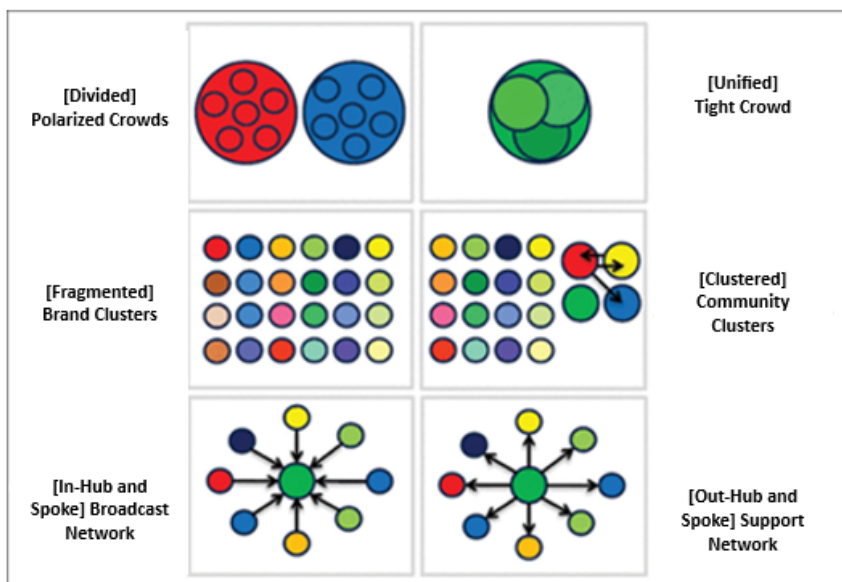 [Divided]
Polarized Crowds
[Unified]
Tight Crowd
[Fragmented]
Brand Clusters
[Clustered]
Community
Clusters
[In-Hub and
Spoke] Broadcast
Network
[Out-Hub and
Spoke] Support
Network